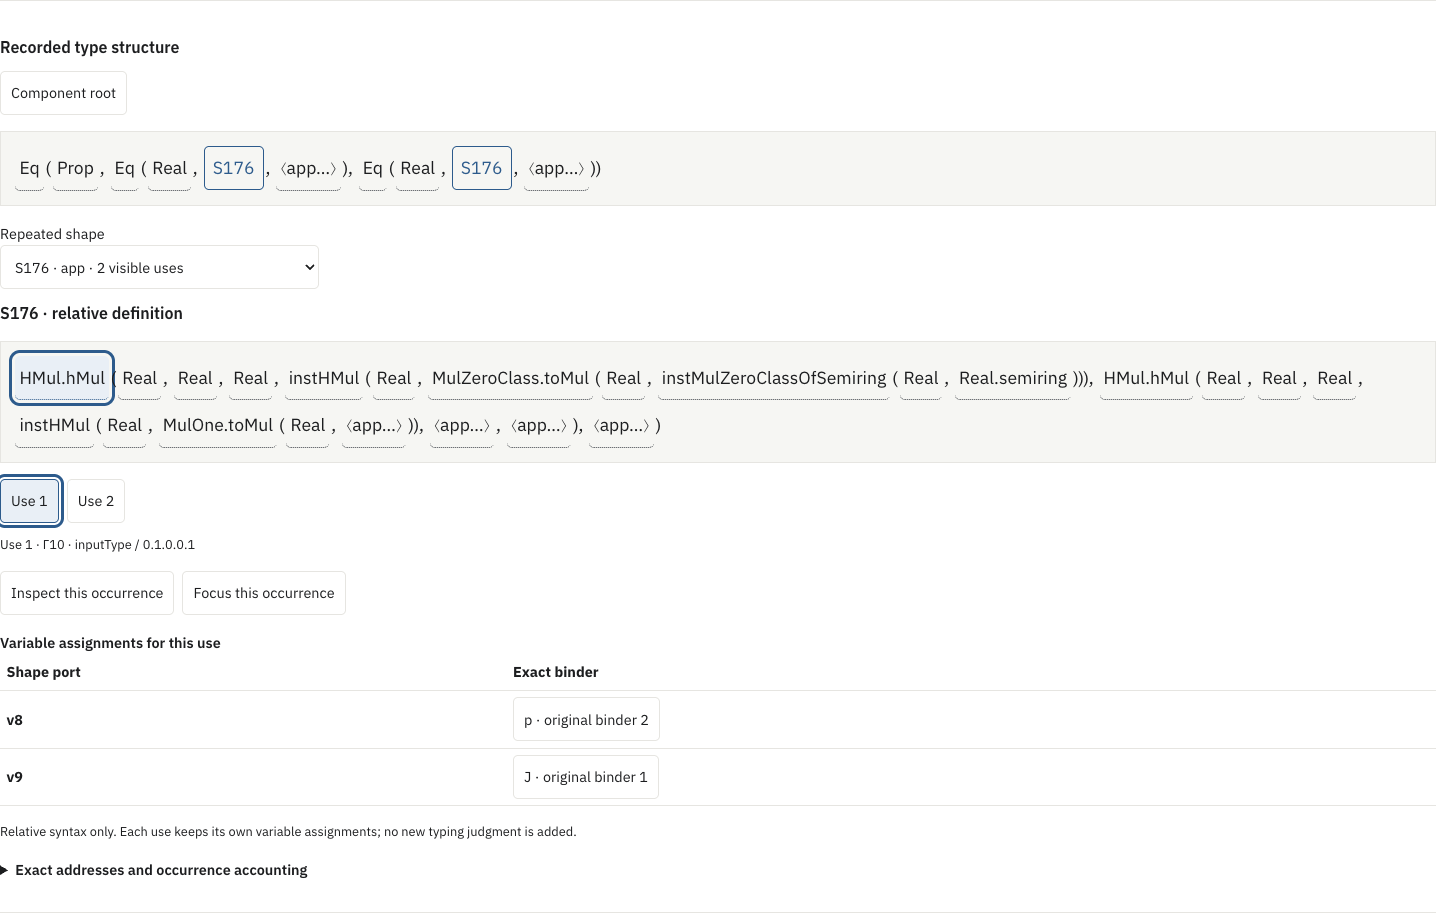 Recorded type structure
Component root
Eq ( Prop , Eq ( Real , S176 , 〈app…〉 ), Eq ( Real , S176 , 〈app…〉 ))
Repeated shape
S176 · app · 2 visible uses
S176 · relative definition
HMul.hMul ( Real , Real , Real , instHMul ( Real , MulZeroClass.toMul ( Real , instMulZeroClassOfSemiring ( Real , Real.semiring ))), HMul.hMul ( Real , Real , Real ,
instHMul ( Real , MulOne.toMul ( Real , 〈app…〉 )), 〈app…〉 , 〈app…〉 ), 〈app…〉 )
Use 1 Use 2
Use 1 · Γ10 · inputType / 0.1.0.0.1
Inspect this occurrence Focus this occurrence
Variable assignments for this use
Shape port Exact binder
v8 p · original binder 2
v9 J · original binder 1
Relative syntax only. Each use keeps its own variable assignments; no new typing judgment is added.
Exact addresses and occurrence accounting